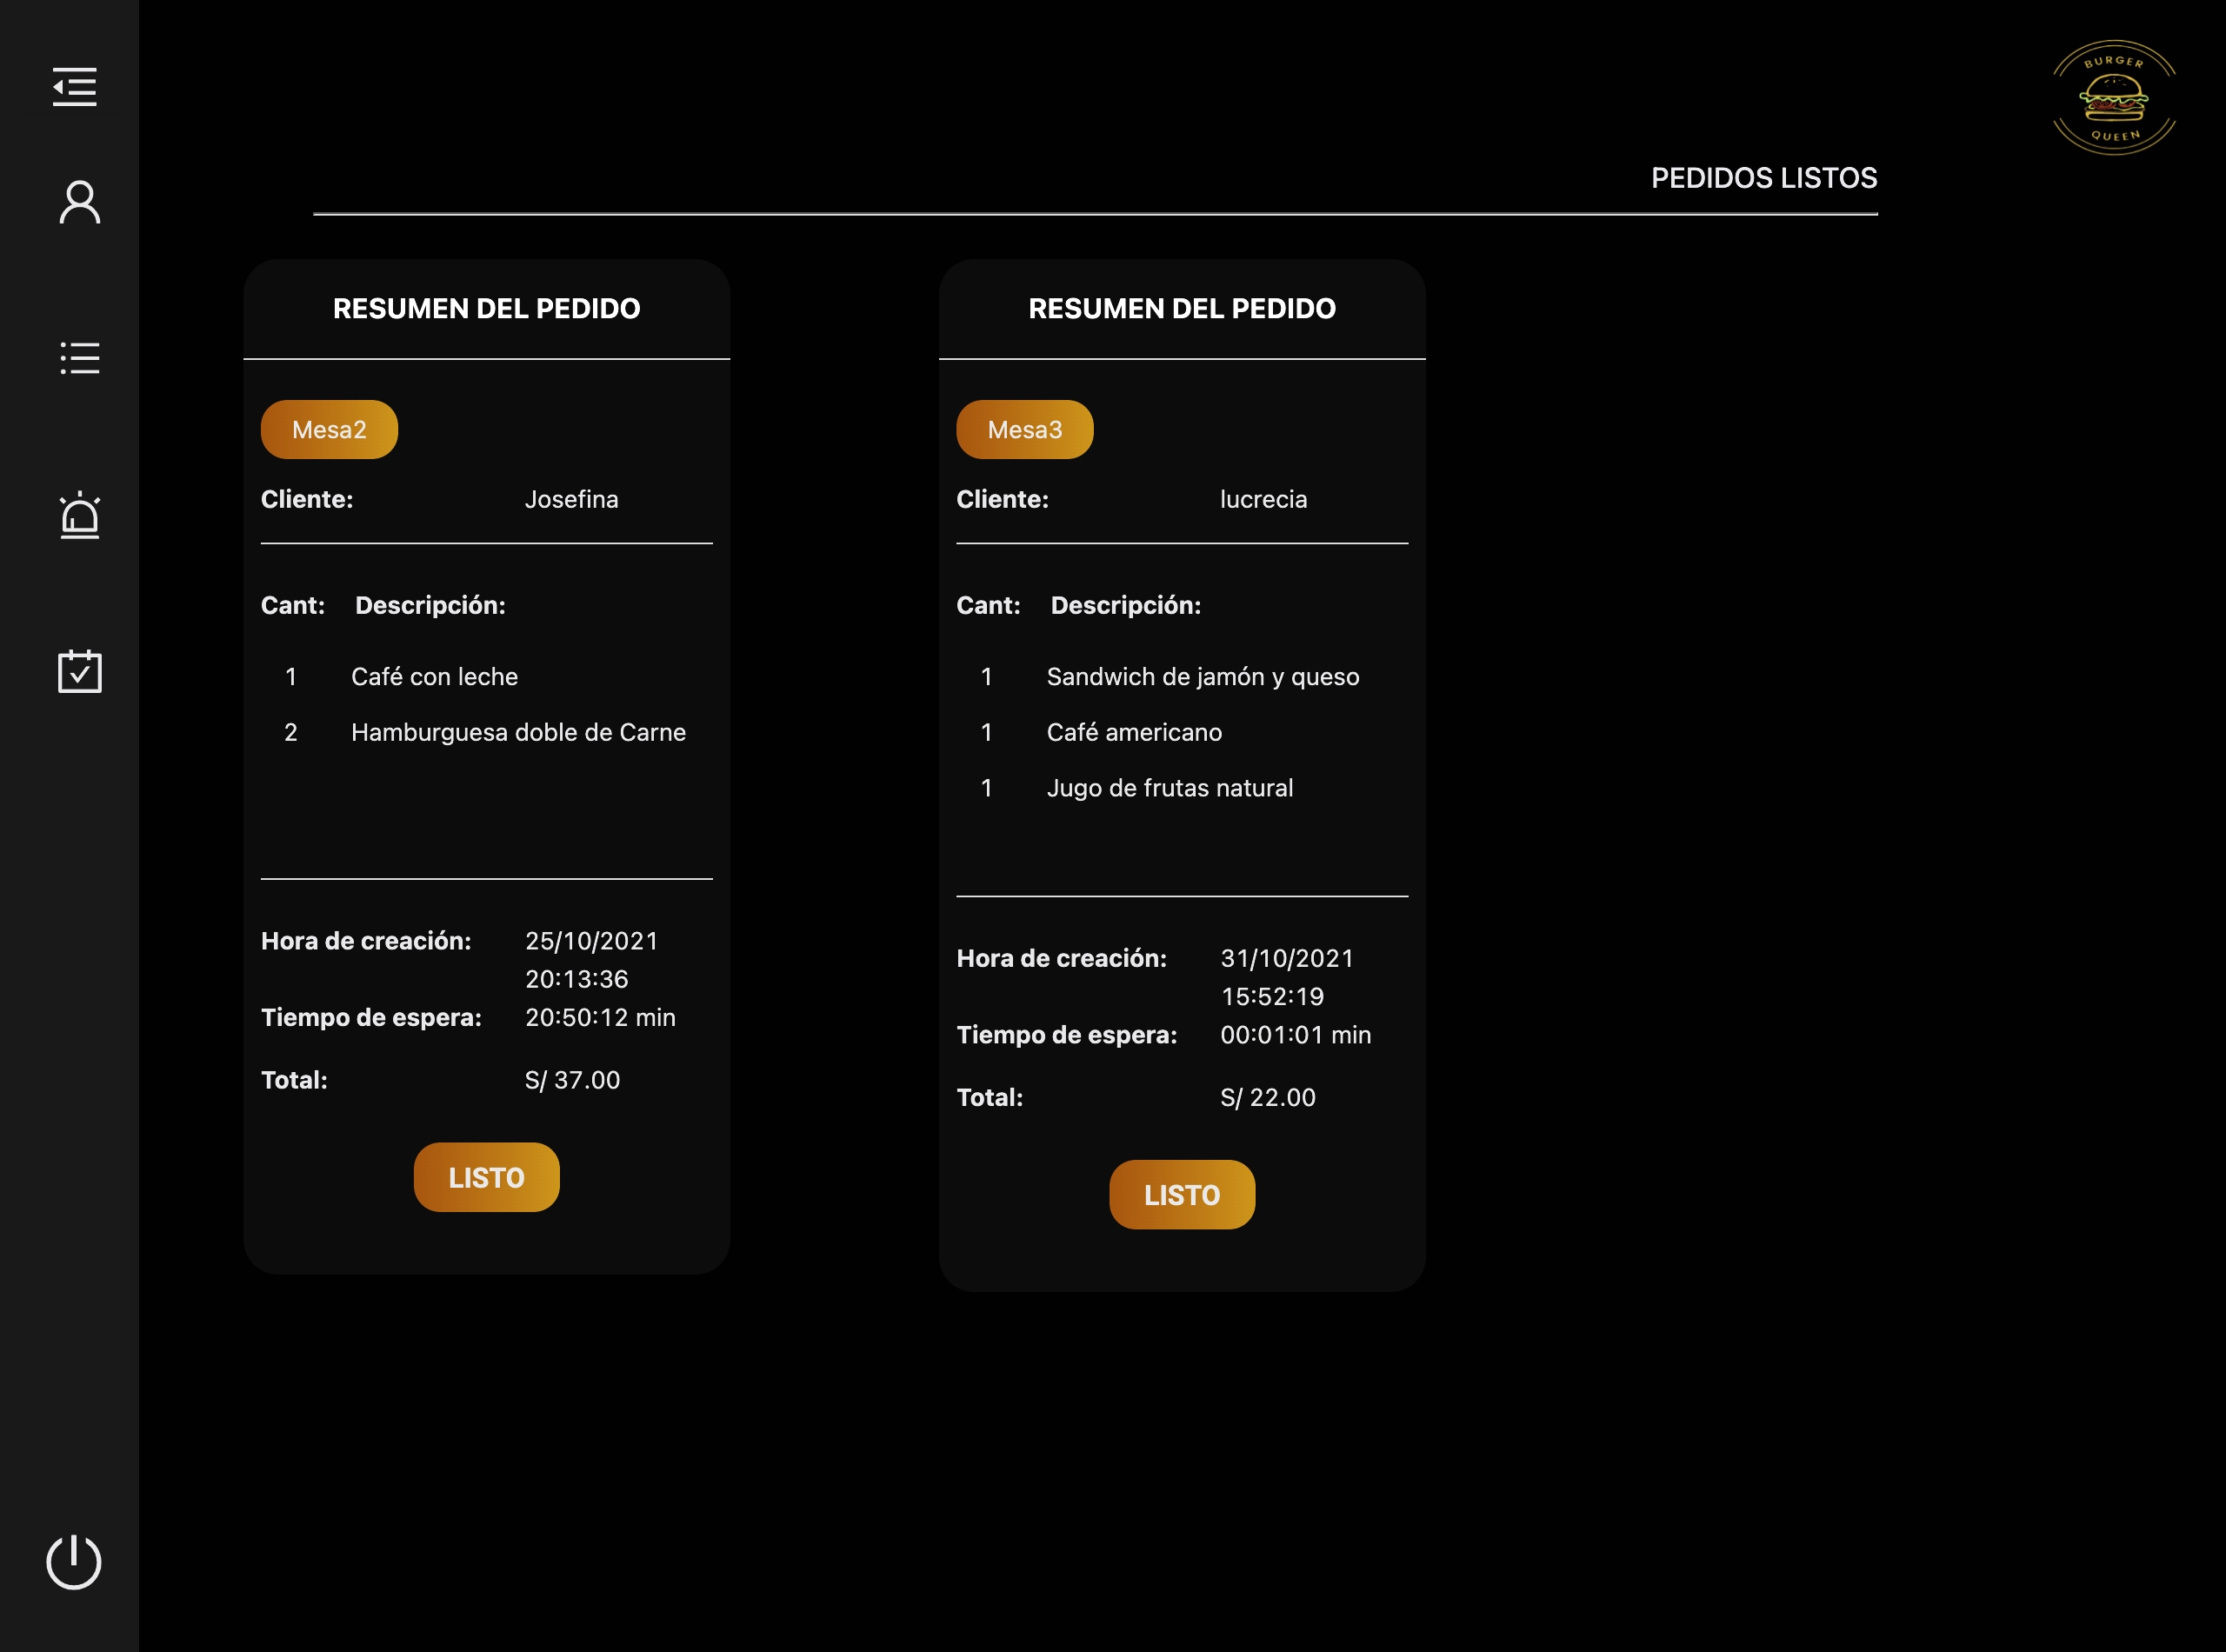 BURGER
QUEEN
PEDIDOS LISTOS
RESUMEN DEL PEDIDO
Mesa2
Cliente: Josefina
Cant: Descripción:
1 Café con leche
2 Hamburguesa doble de Carne
Hora de creación: 25/10/2021
20:13:36
Tiempo de espera: 20:50:12 min
Total: S/ 37.00
LISTO
RESUMEN DEL PEDIDO
Mesa3
Cliente: lucrecia
Cant: Descripción:
1 Sandwich de jamón y queso
1 Café americano
1 Jugo de frutas natural
Hora de creación: 31/10/2021
15:52:19
Tiempo de espera: 00:01:01 min
Total: S/ 22.00
LISTO